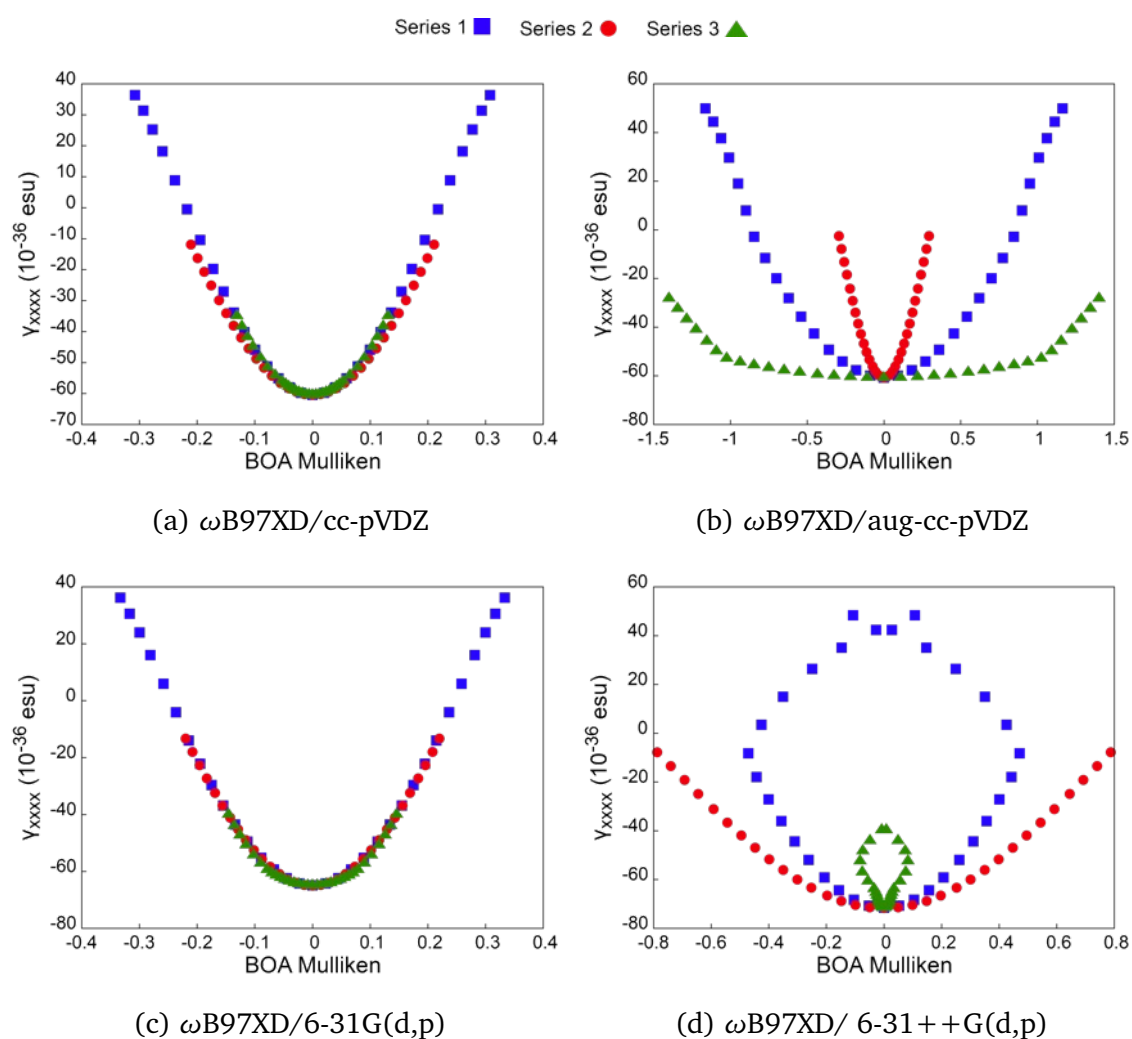 Series 1 Series 2 Series 3
40
30
20
10
0
-10
-20
-30
-40
-50
-60
-70
γxxxx (10-36 esu)
-0.4 -0.3 -0.2 -0.1 0 0.1 0.2 0.3 0.4
BOA Mulliken
(a) ωB97XD/cc-pVDZ
60
40
20
0
-20
-40
-60
-80
γxxxx (10-36 esu)
-1.5 -1 -0.5 0 0.5 1 1.5
BOA Mulliken
(b) ωB97XD/aug-cc-pVDZ
40
20
0
-20
-40
-60
-80
γxxxx (10-36 esu)
-0.4 -0.3 -0.2 -0.1 0 0.1 0.2 0.3 0.4
BOA Mulliken
(c) ωB97XD/6-31G(d,p)
60
40
20
0
-20
-40
-60
-80
γxxxx (10-36 esu)
-0.8 -0.6 -0.4 -0.2 0 0.2 0.4 0.6 0.8
BOA Mulliken
(d) ωB97XD/ 6-31++G(d,p)